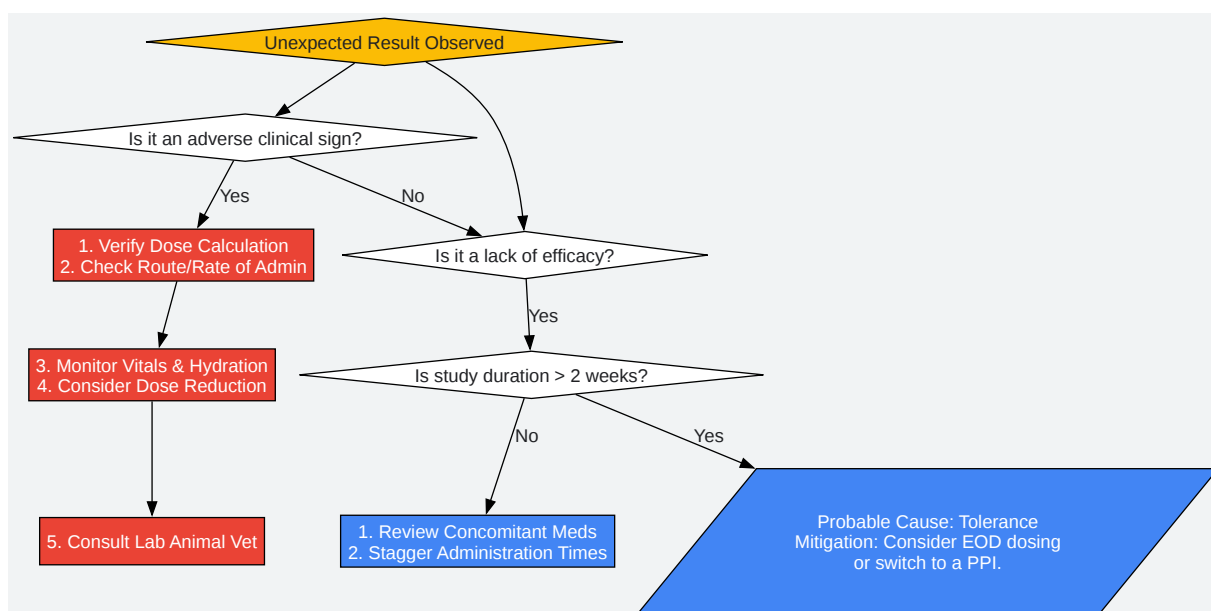 Unexpected Result Observed
Is it an adverse clinical sign?
Yes
No
1. Verify Dose Calculation
2. Check Route/Rate of Admin
Is it a lack of efficacy?
Yes
3. Monitor Vitals & Hydration
4. Consider Dose Reduction
Is study duration > 2 weeks?
No
Yes
5. Consult Lab Animal Vet
1. Review Concomitant Meds
2. Stagger Administration Times
Probable Cause: Tolerance
Mitigation: Consider EOD dosing
or switch to a PPI.